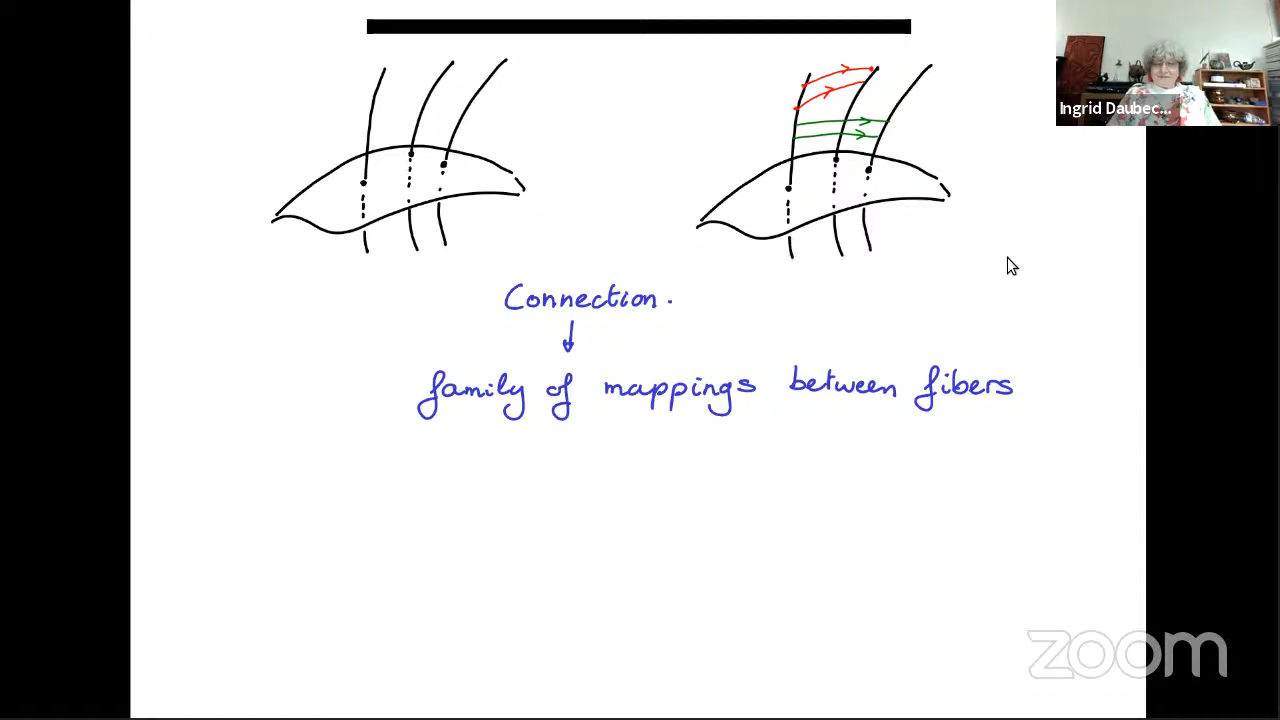 Ingrid Daubec...
Connection.
family of mappings between fibers
zoom